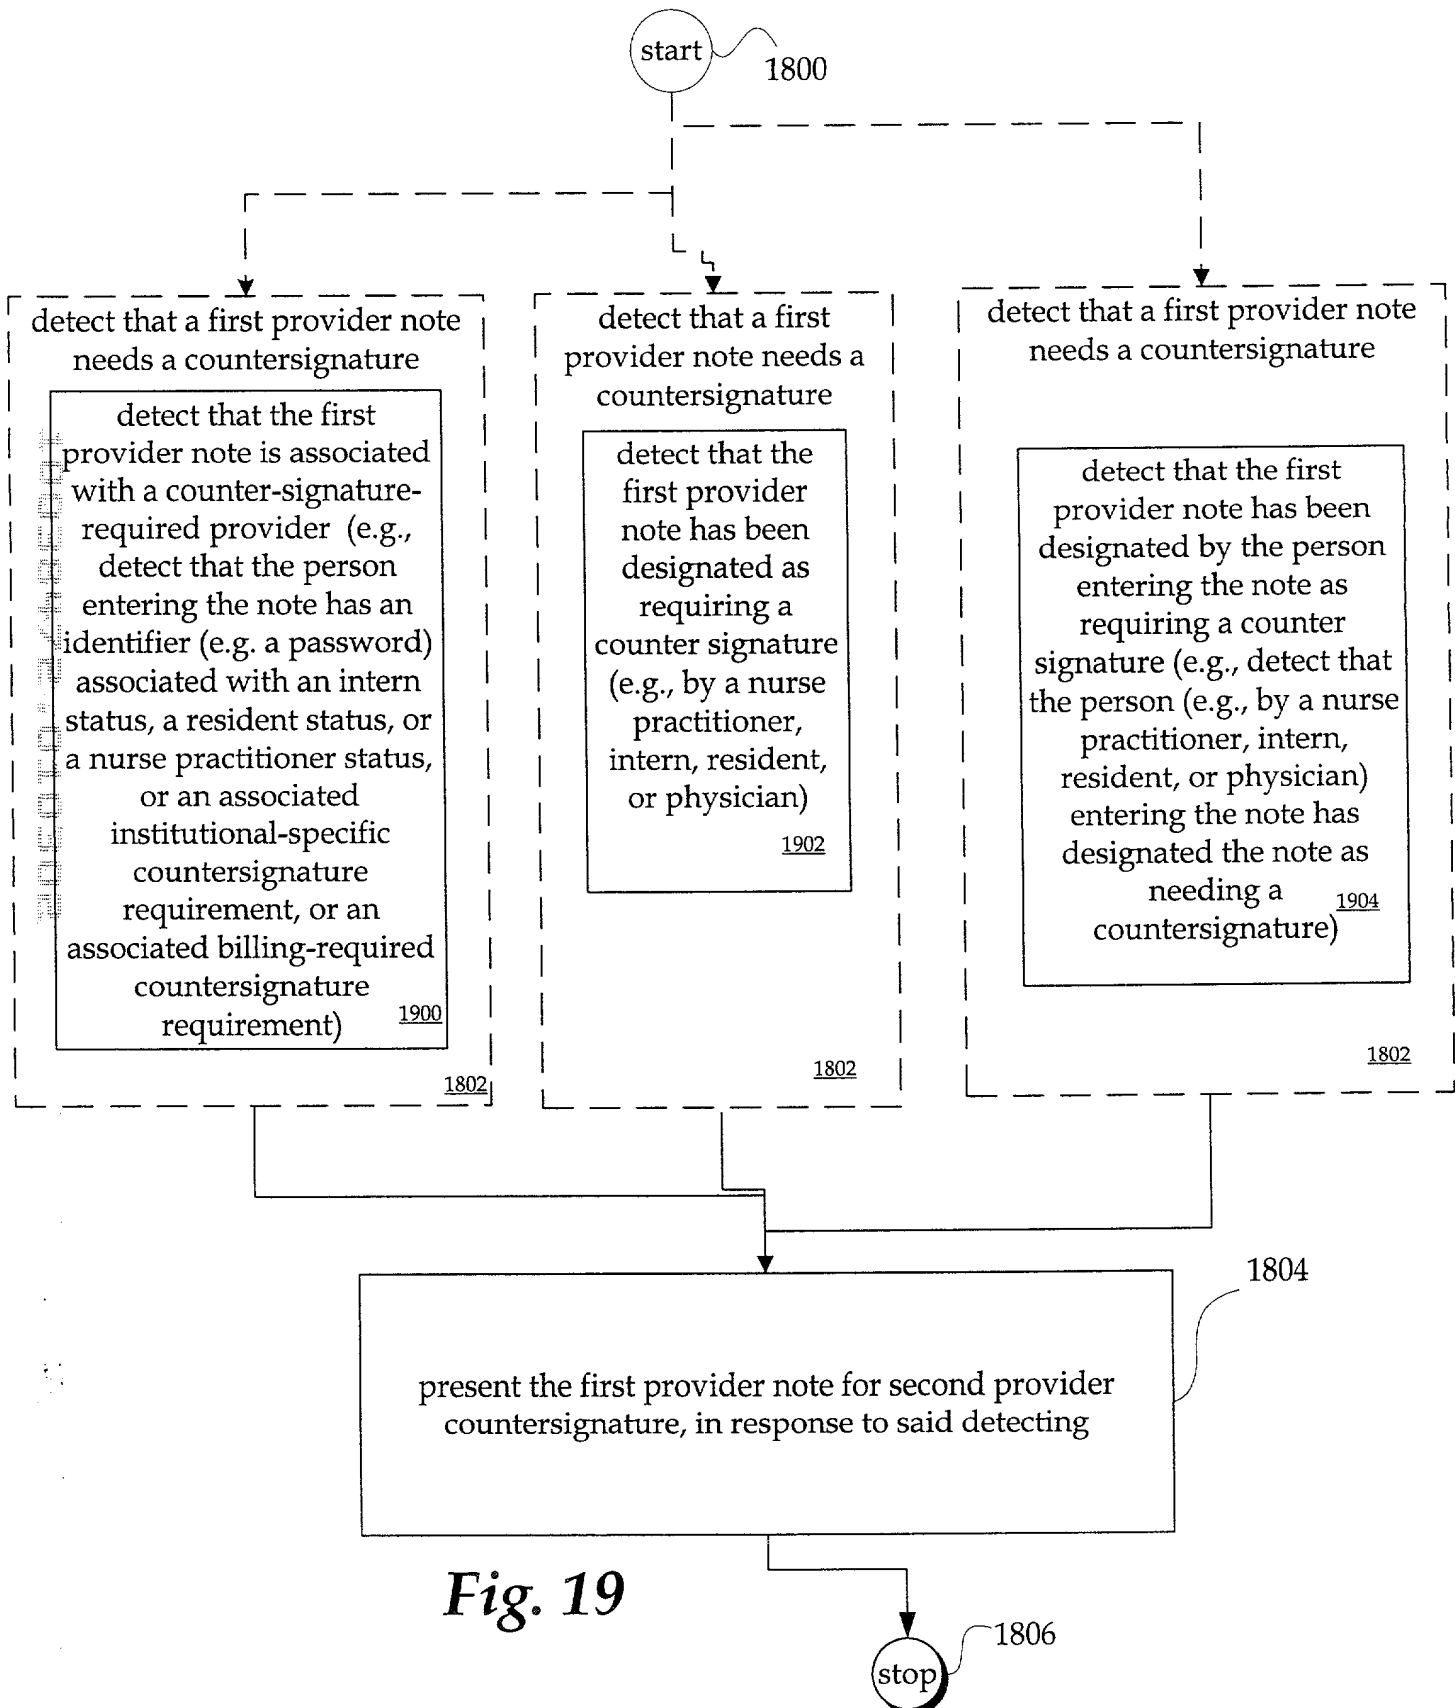 start
1800
detect that a first provider note
needs a countersignature
detect that the first
provider note is associated
with a counter-signature-
required provider (e.g.,
detect that the person
entering the note has an
identifier (e.g. a password)
associated with an intern
status, a resident status, or
a nurse practitioner status,
or an associated
institutional-specific
countersignature
requirement, or an
associated billing-required
countersignature
requirement)
1900
1802
detect that a first
provider note needs a
countersignature
detect that the
first provider
note has been
designated as
requiring a
counter signature
(e.g., by a nurse
practitioner,
intern, resident,
or physician)
1902
1802
detect that a first provider note
needs a countersignature
detect that the first
provider note has been
designated by the person
entering the note as
requiring a counter
signature (e.g., detect that
the person (e.g., by a nurse
practitioner, intern,
resident, or physician)
entering the note has
designated the note as
needing a
countersignature)
1904
1802
1804
present the first provider note for second provider
countersignature, in response to said detecting
Fig. 19
1806
stop